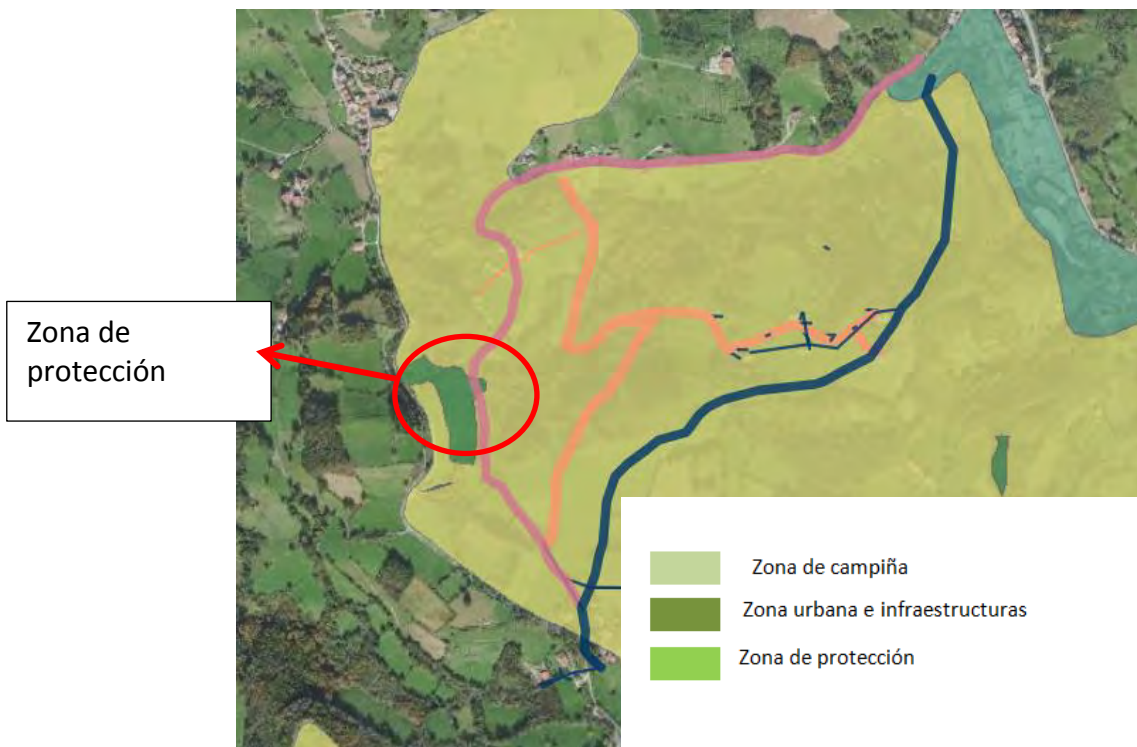 Zona de
protección
Zona de campiña
Zona urbana e infraestructuras
Zona de protección